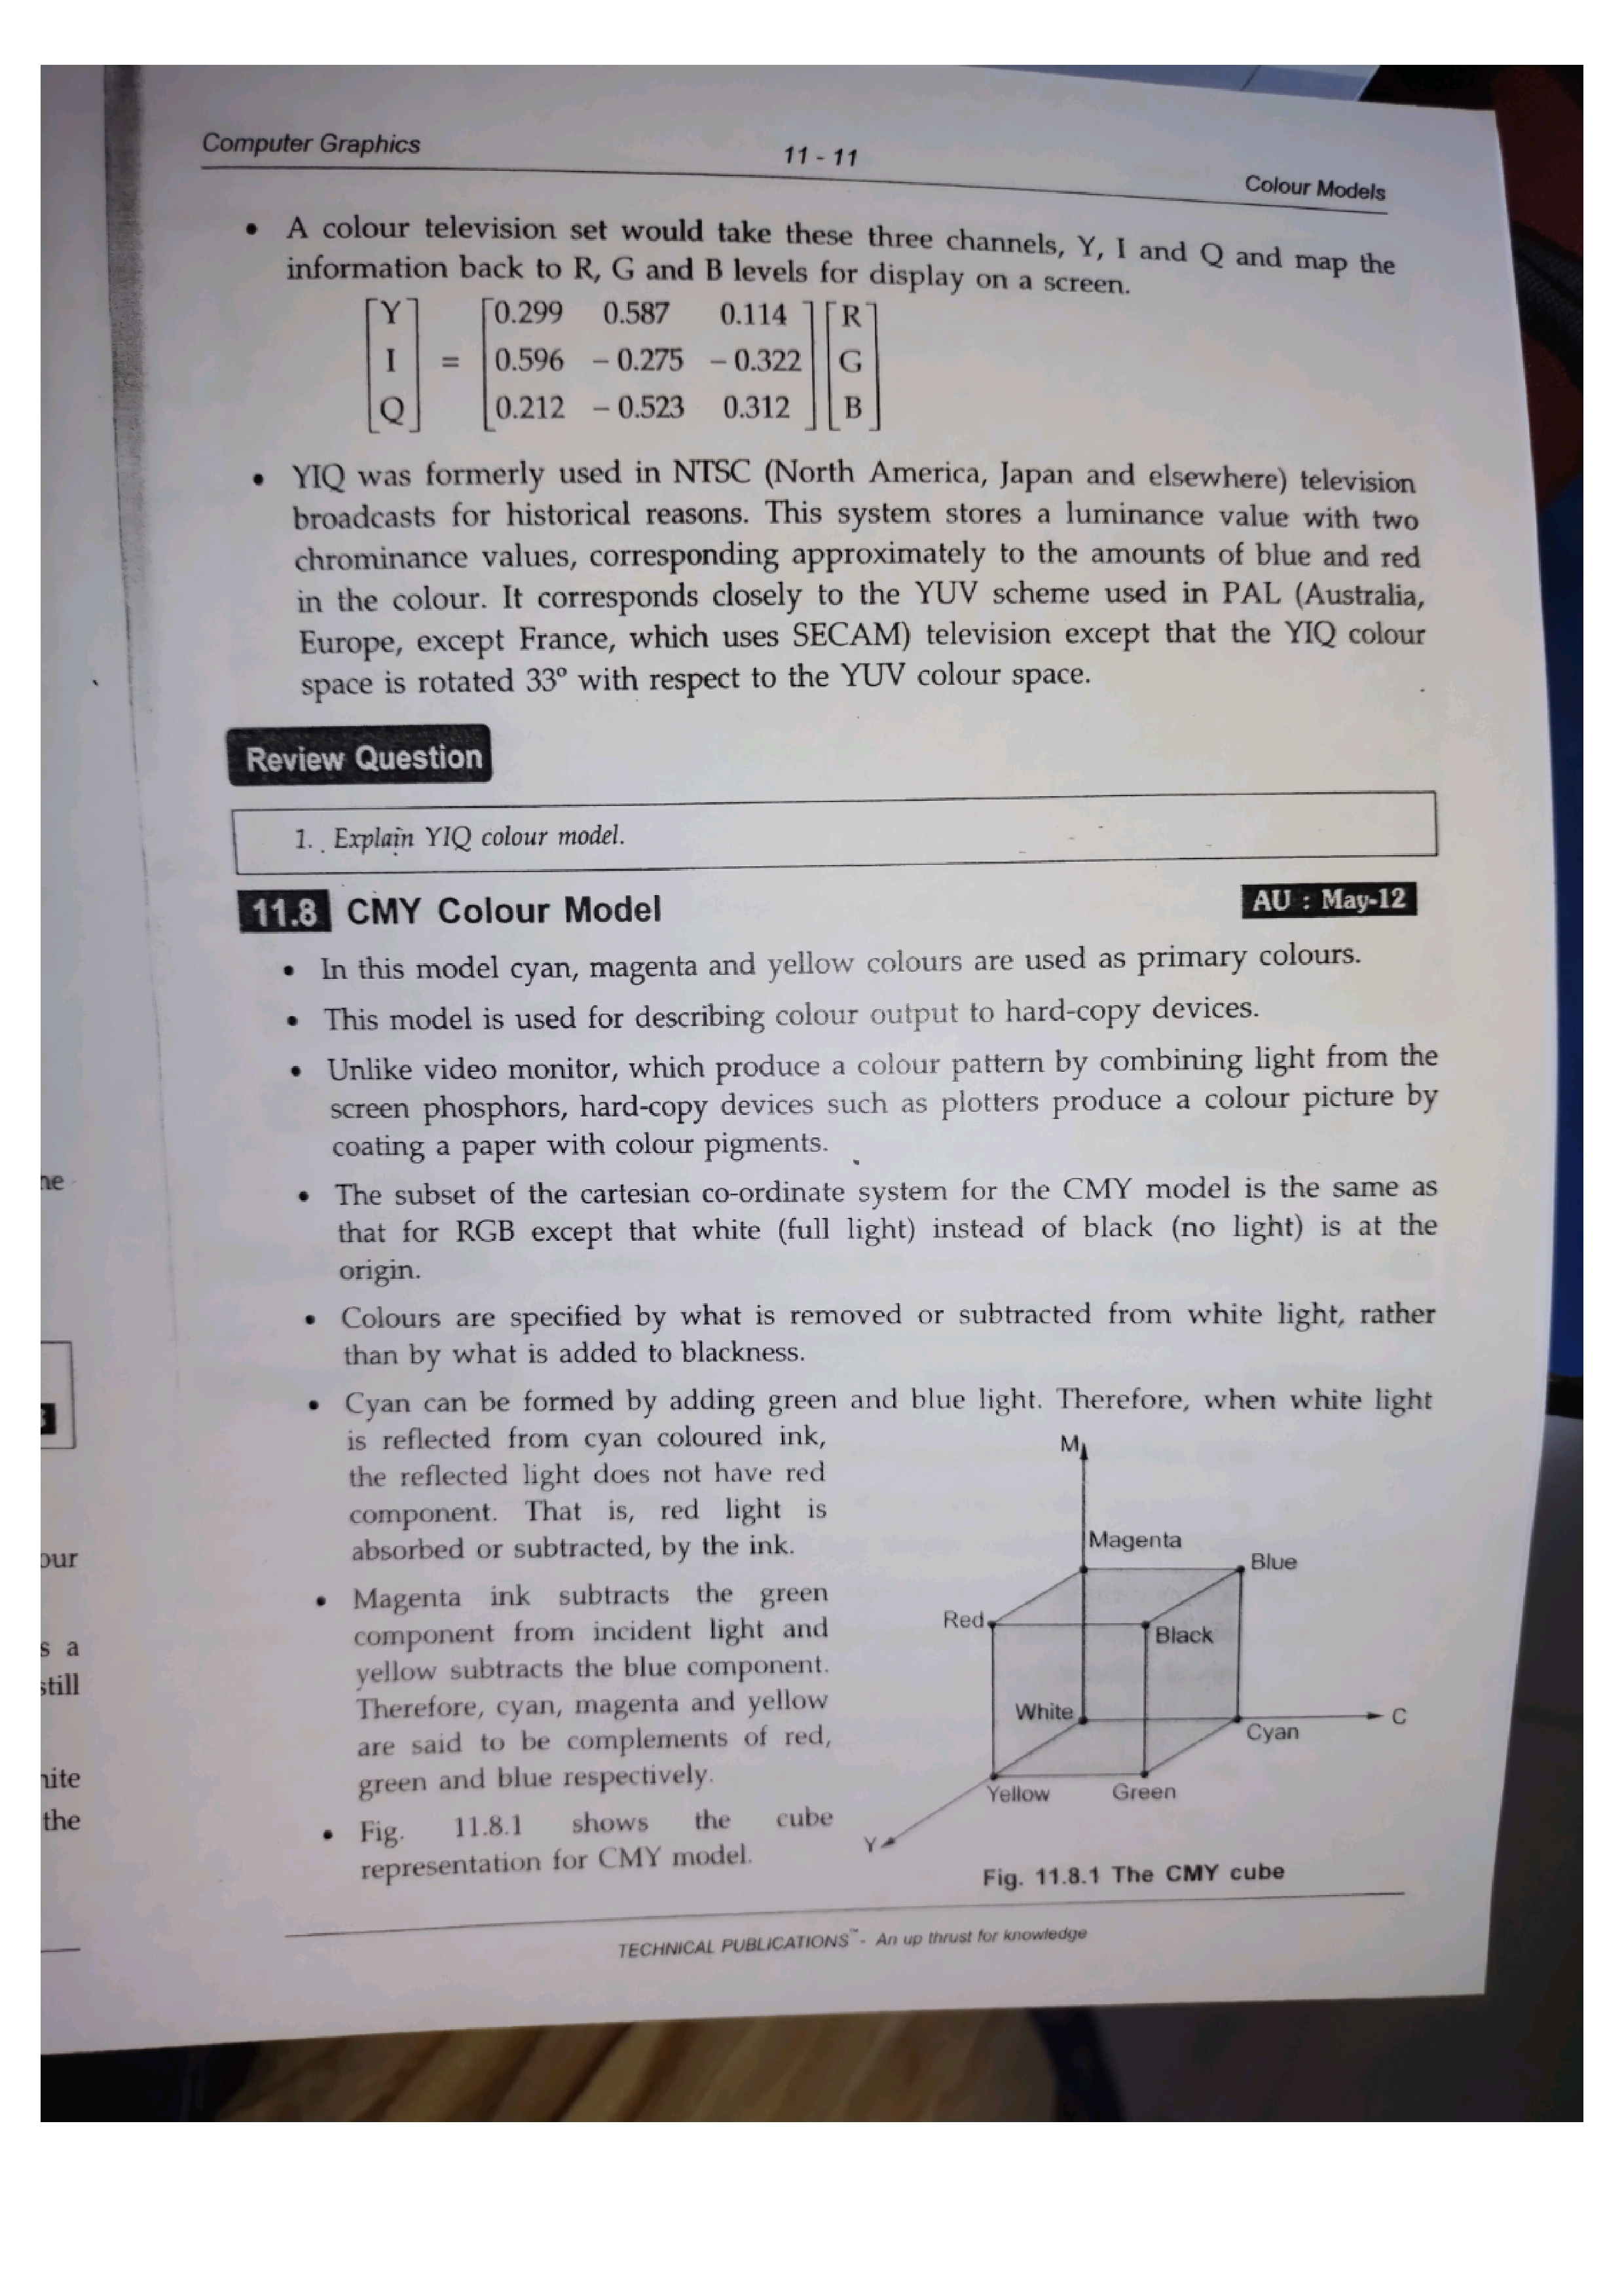 Computer Graphics
11 - 11
Colour Models
• A colour television set would take these three channels, Y, I and Q and map the
information back to R, G and B levels for display on a screen.
[Y] [0.299 0.587 0.114] [R]
[I] = [0.596 – 0.275 – 0.322] [G]
[Q] [0.212 – 0.523 0.312] [B]
• YIQ was formerly used in NTSC (North America, Japan and elsewhere) television
broadcasts for historical reasons. This system stores a luminance value with two
chrominance values, corresponding approximately to the amounts of blue and red
in the colour. It corresponds closely to the YUV scheme used in PAL (Australia,
Europe, except France, which uses SECAM) television except that the YIQ colour
space is rotated 33° with respect to the YUV colour space.
Review Question
1. Explain YIQ colour model.
11.8 CMY Colour Model
AU : May-12
• In this model cyan, magenta and yellow colours are used as primary colours.
• This model is used for describing colour output to hard-copy devices.
• Unlike video monitor, which produce a colour pattern by combining light from the
screen phosphors, hard-copy devices such as plotters produce a colour picture by
coating a paper with colour pigments.
• The subset of the cartesian co-ordinate system for the CMY model is the same as
that for RGB except that white (full light) instead of black (no light) is at the
origin.
• Colours are specified by what is removed or subtracted from white light, rather
than by what is added to blackness.
• Cyan can be formed by adding green and blue light. Therefore, when white light
is reflected from cyan coloured ink,
the reflected light does not have red
component. That is, red light is
absorbed or subtracted, by the ink.
• Magenta ink subtracts the green
component from incident light and
yellow subtracts the blue component.
Therefore, cyan, magenta and yellow
are said to be complements of red,
green and blue respectively.
• Fig. 11.8.1 shows the cube
representation for CMY model.
M
Magenta
Blue
Red
Black
White
C
Cyan
Yellow
Green
Y
Fig. 11.8.1 The CMY cube
TECHNICAL PUBLICATIONS™ - An up thrust for knowledge
our
s a
still
the